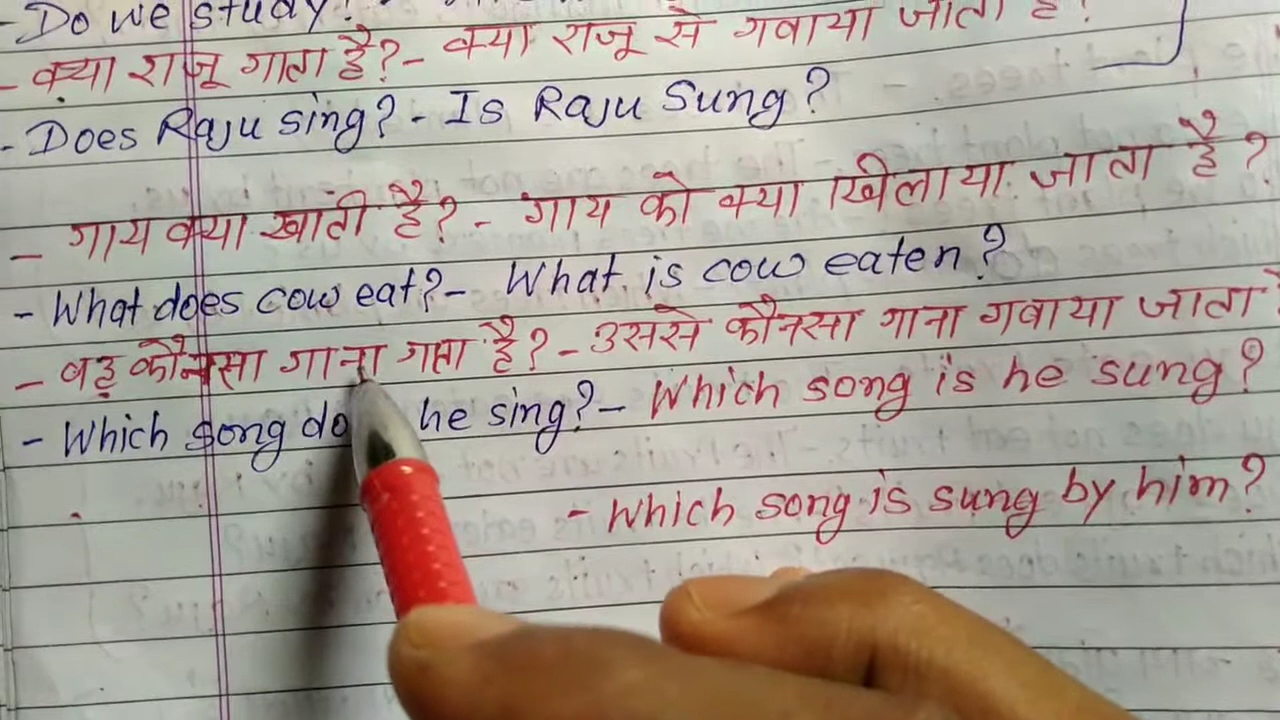 - Do we study?
- क्या राजू गाता है? - क्या राजू से गवाया जाता है?
- Does Raju sing? - Is Raju Sung?
- गाय क्या खाती है? - गाय को क्या खिलाया जाता है?
- What does cow eat? - What is cow eaten?
- वह कौनसा गाना गाता है? - उससे कौनसा गाना गवाया जाता है
- Which song do he sing? - Which song is he sung?
- Which song is sung by him?